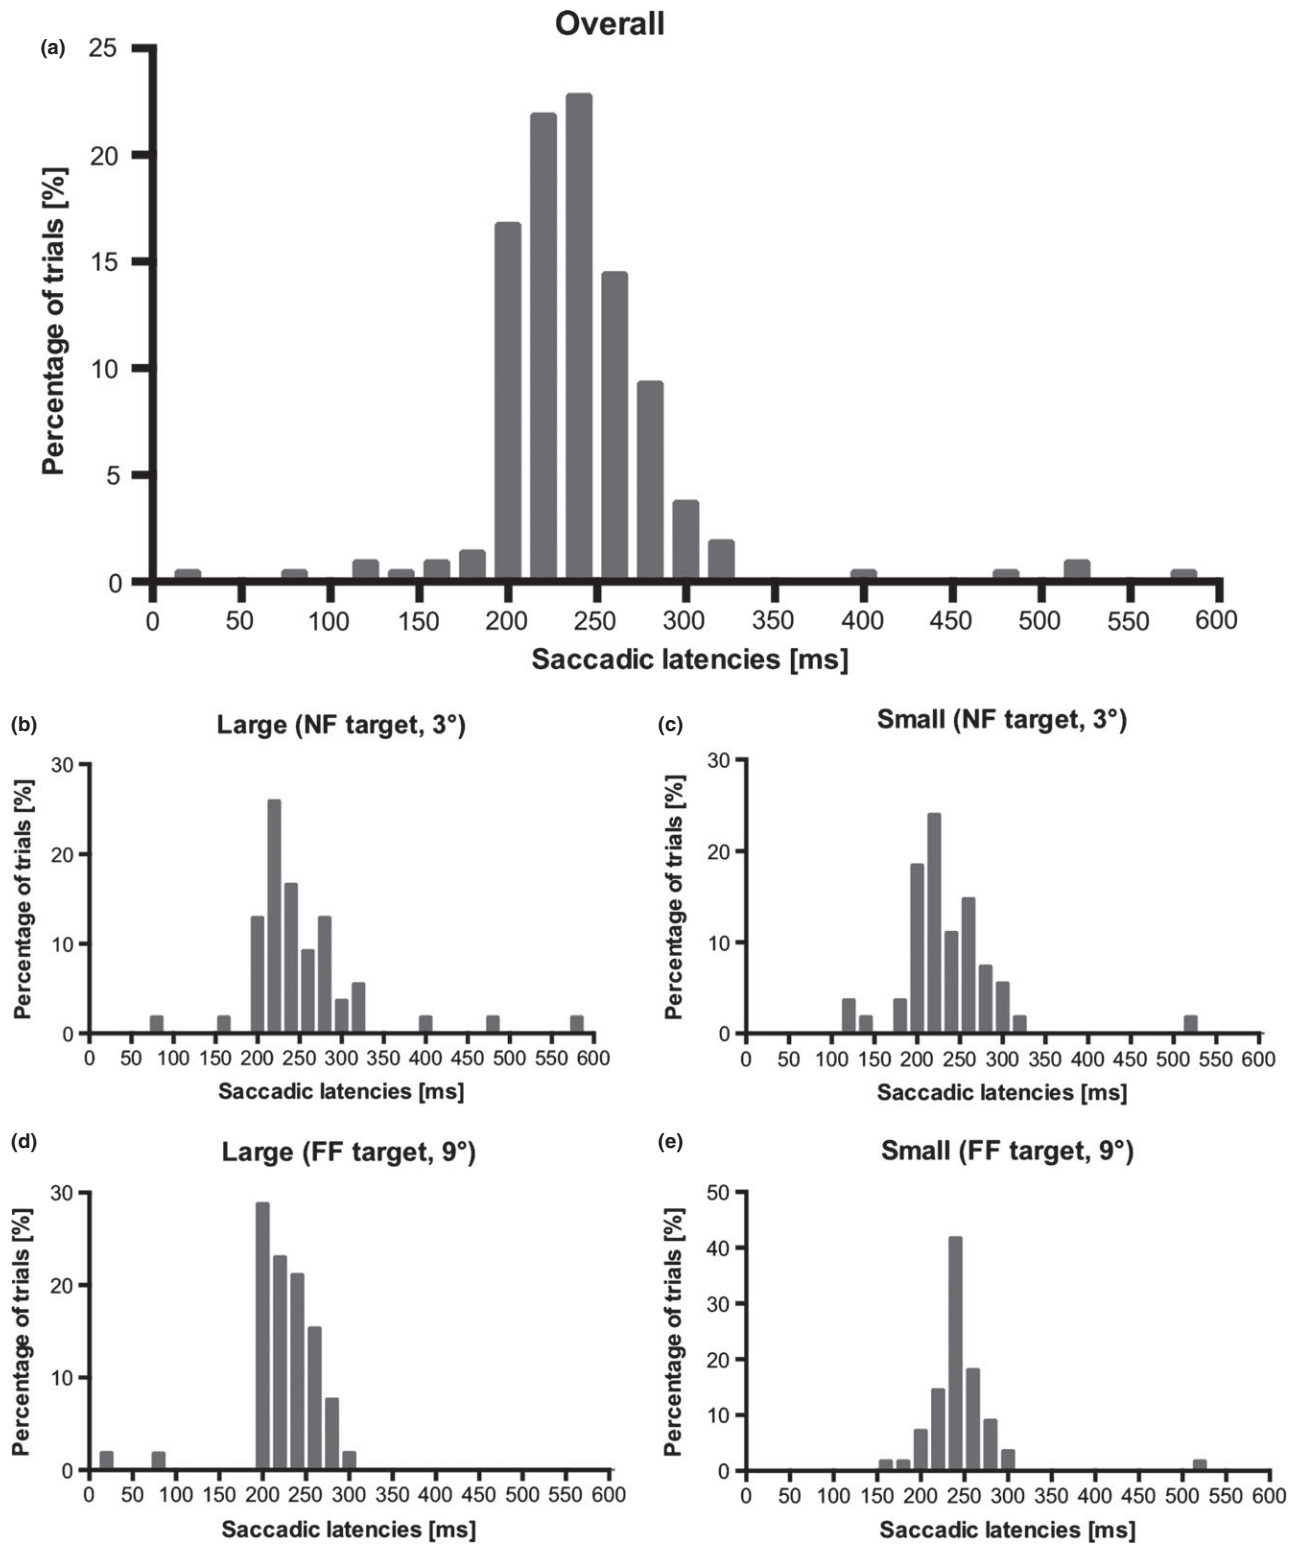 Overall
(a)
25
20
15
10
5
0
Percentage of trials [%]
0 50 100 150 200 250 300 350 400 450 500 550 600
Saccadic latencies [ms]
(b)
Large (NF target, 3°)
30
20
10
0
Percentage of trials [%]
0 50 100 150 200 250 300 350 400 450 500 550 600
Saccadic latencies [ms]
(c)
Small (NF target, 3°)
30
20
10
0
Percentage of trials [%]
0 50 100 150 200 250 300 350 400 450 500 550 600
Saccadic latencies [ms]
(d)
Large (FF target, 9°)
30
20
10
0
Percentage of trials [%]
0 50 100 150 200 250 300 350 400 450 500 550 600
Saccadic latencies [ms]
(e)
Small (FF target, 9°)
50
40
30
20
10
0
Percentage of trials [%]
0 50 100 150 200 250 300 350 400 450 500 550 600
Saccadic latencies [ms]